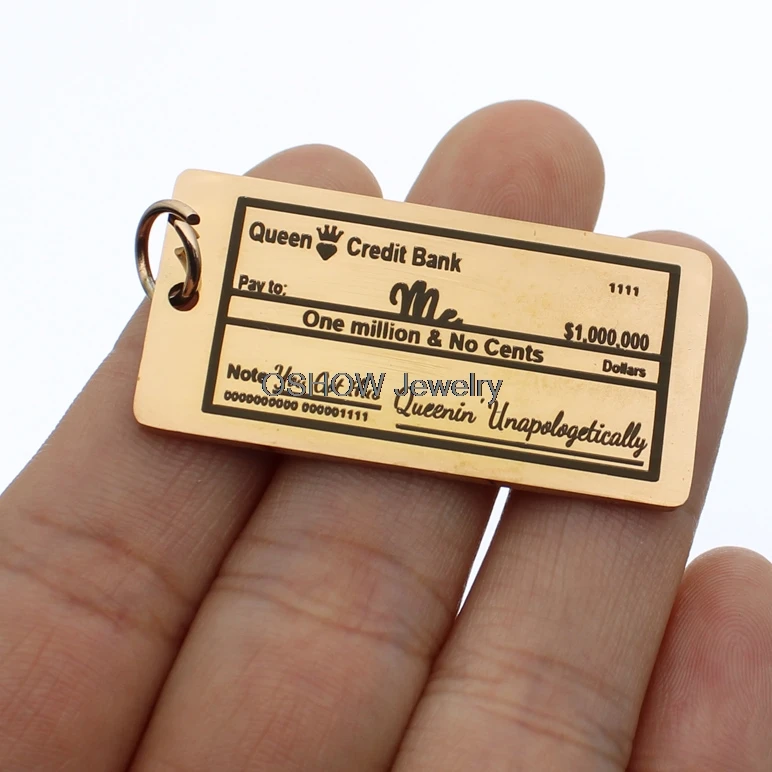 Queen Credit Bank
1111
Pay to: Me
$1,000,000
One million & No Cents
Dollars
Note
OSHOW Jewelry
0000000000 000001111
Queenin' Unapologetically